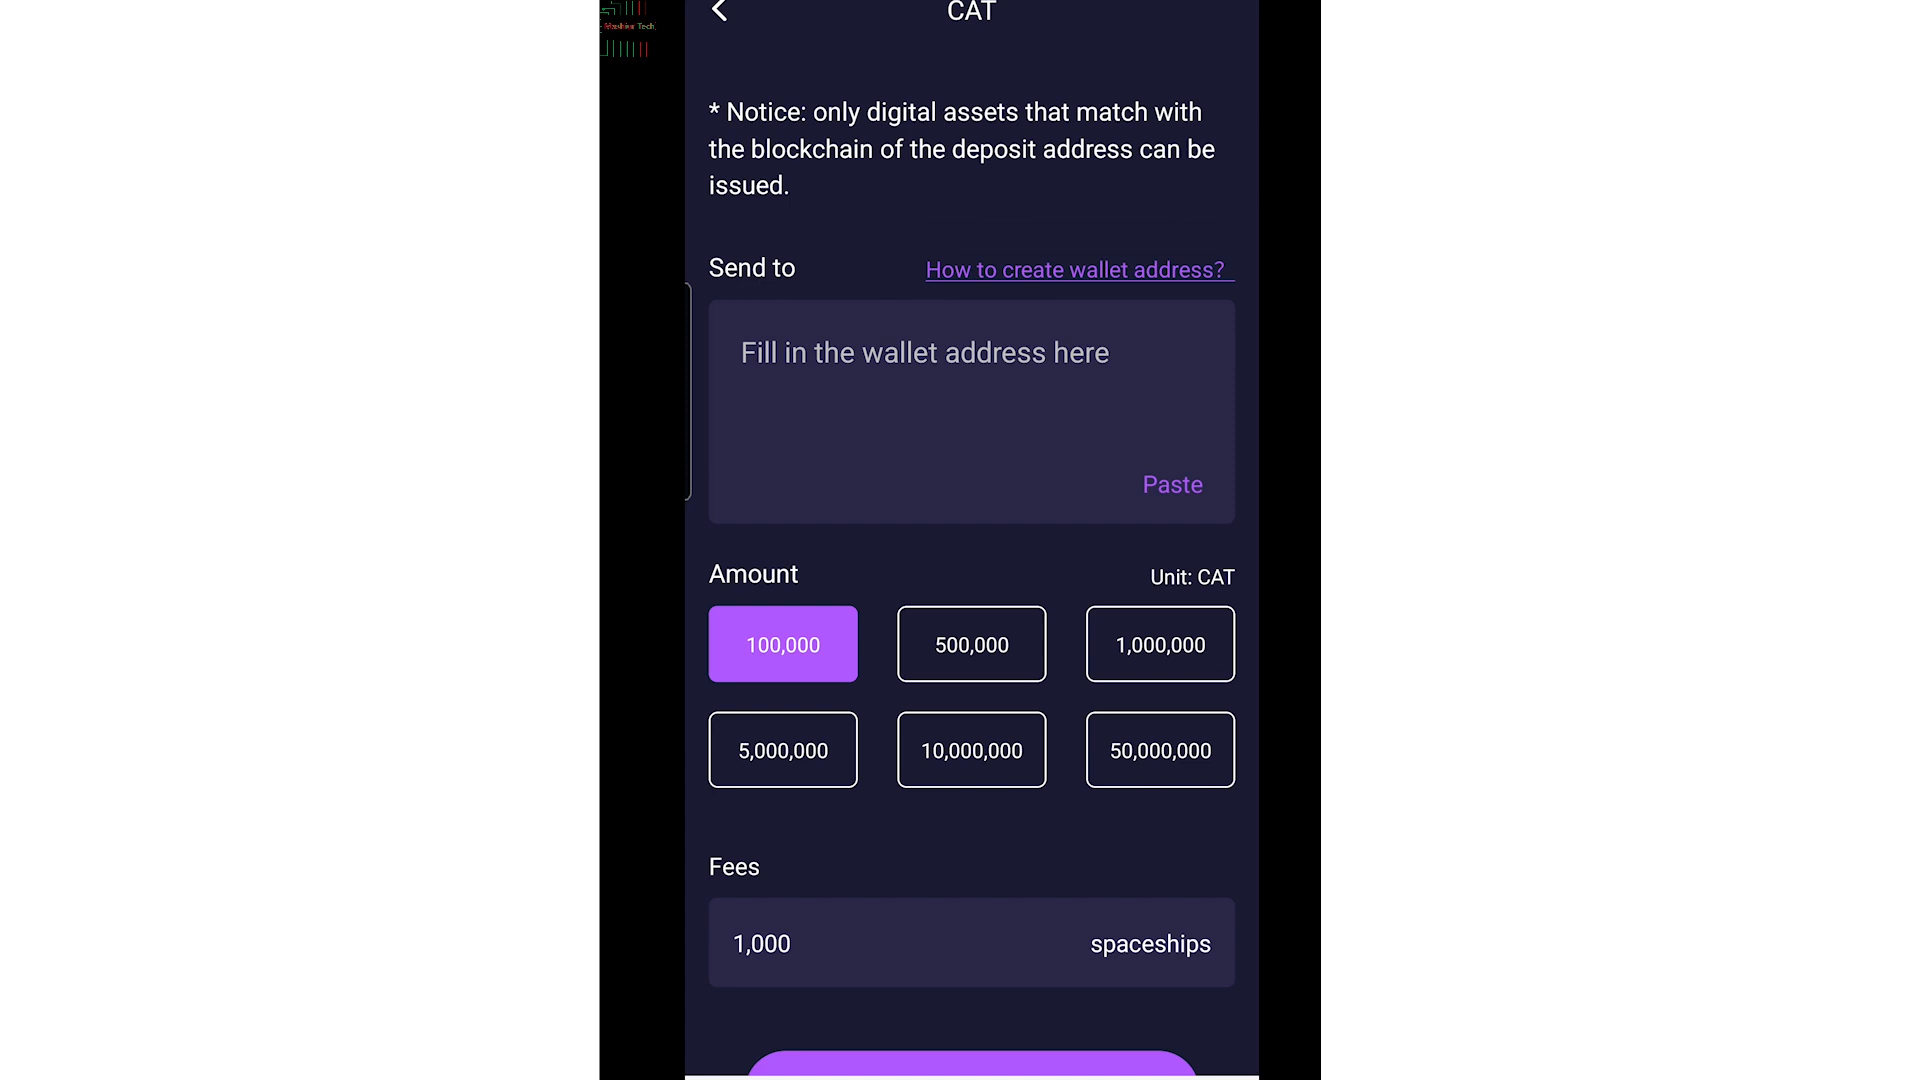 CAT
* Notice: only digital assets that match with
the blockchain of the deposit address can be
issued.
Send to
How to create wallet address?
Fill in the wallet address here
Paste
Amount
Unit: CAT
100,000
500,000
1,000,000
5,000,000
10,000,000
50,000,000
Fees
1,000
spaceships